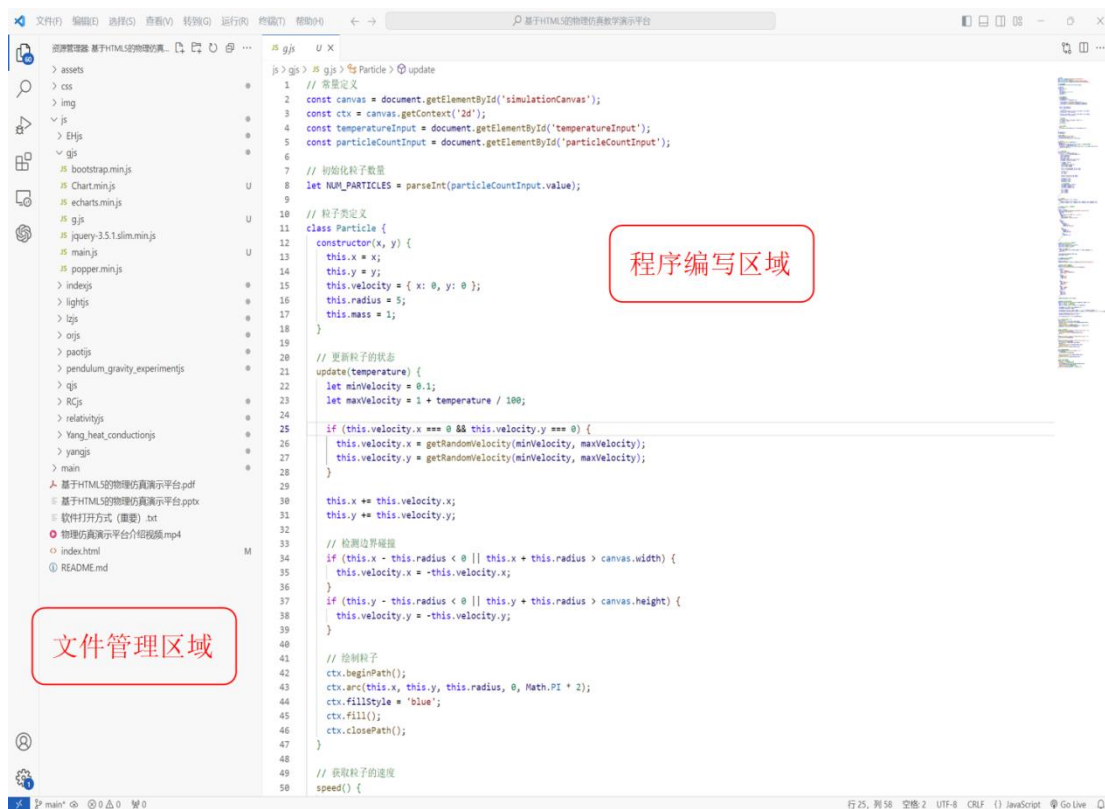 文件(F) 编辑(E) 选择(S) 查看(V) 转到(G) 运行(R) 终端(T) 帮助(H)
基于HTML5的物理仿真教学演示平台
资源管理器: 基于HTML5的物理仿真...
JS g.js U
js > gjs > JS g.js > Particle > update
60
> assets
> css
> img
js
> EHjs
gjs
JS bootstrap.min.js
JS Chart.min.js U
JS echarts.min.js
JS g.js U
JS jquery-3.5.1.slim.min.js
JS main.js U
JS popper.min.js
> indexjs
> lightjs
> lzjs
> orjs
> paotijs
> pendulum_gravity_experimentjs
> qjs
> RCjs
> relativityjs
> Yang_heat_conductionjs
> yangjs
> main
基于HTML5的物理仿真演示平台.pdf
基于HTML5的物理仿真演示平台.pptx
软件打开方式（重要）.txt
物理仿真演示平台介绍视频.mp4
index.html M
README.md
文件管理区域
1 // 常量定义
2 const canvas = document.getElementById('simulationCanvas');
3 const ctx = canvas.getContext('2d');
4 const temperatureInput = document.getElementById('temperatureInput');
5 const particleCountInput = document.getElementById('particleCountInput');
6
7 // 初始化粒子数量
8 let NUM_PARTICLES = parseInt(particleCountInput.value);
9
10 // 粒子类定义
11 class Particle {
12 constructor(x, y) {
13 this.x = x;
14 this.y = y;
15 this.velocity = { x: 0, y: 0 };
16 this.radius = 5;
17 this.mass = 1;
18 }
19
20 // 更新粒子的状态
21 update(temperature) {
22 let minVelocity = 0.1;
23 let maxVelocity = 1 + temperature / 100;
24
25 if (this.velocity.x === 0 && this.velocity.y === 0) {
26 this.velocity.x = getRandomVelocity(minVelocity, maxVelocity);
27 this.velocity.y = getRandomVelocity(minVelocity, maxVelocity);
28 }
29
30 this.x += this.velocity.x;
31 this.y += this.velocity.y;
32
33 // 检测边界碰撞
34 if (this.x - this.radius < 0 || this.x + this.radius > canvas.width) {
35 this.velocity.x = -this.velocity.x;
36 }
37 if (this.y - this.radius < 0 || this.y + this.radius > canvas.height) {
38 this.velocity.y = -this.velocity.y;
39 }
40
41 // 绘制粒子
42 ctx.beginPath();
43 ctx.arc(this.x, this.y, this.radius, 0, Math.PI * 2);
44 ctx.fillStyle = 'blue';
45 ctx.fill();
46 ctx.closePath();
47 }
48
49 // 获取粒子的速度
50 speed() {
程序编写区域
1
main* 0 0 0 行 25，列 58 空格: 2 UTF-8 CRLF {} JavaScript Go Live